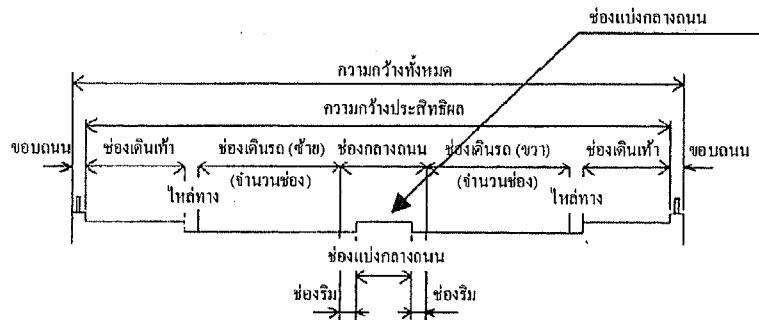 ช่องแบ่งกลางถนน
ความกว้างทั้งหมด
ความกว้างประสิทธิผล
ขอบถนน ช่องเดินเท้า ช่องเดินรถ (ซ้าย) ช่องกลางถนน ช่องเดินรถ (ขวา) ช่องเดินเท้า ขอบถนน
(จำนวนช่อง) (จำนวนช่อง)
ไหล่ทาง ไหล่ทาง
ช่องแบ่งกลางถนน
ช่องริม ช่องริม